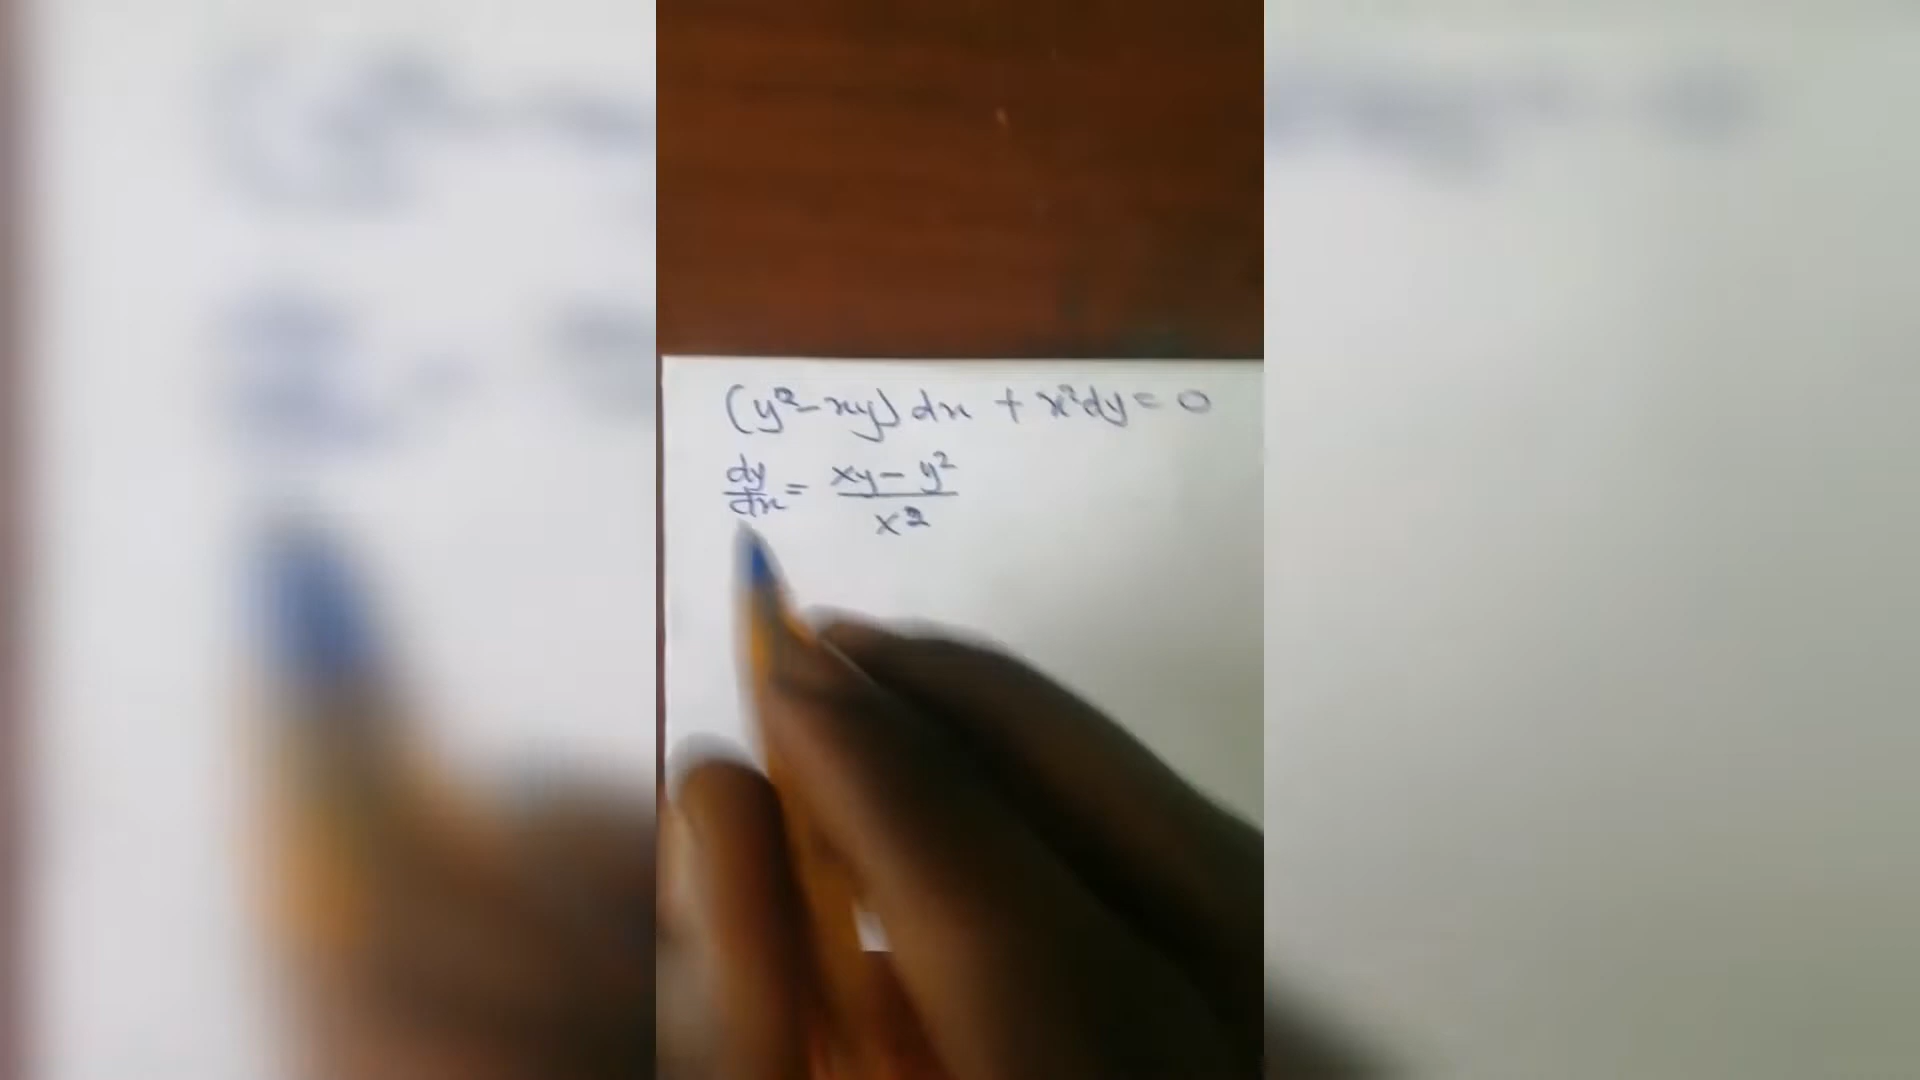 (y²-xy)dx + x²dy = 0
dy/dx = (xy - y²)/x²